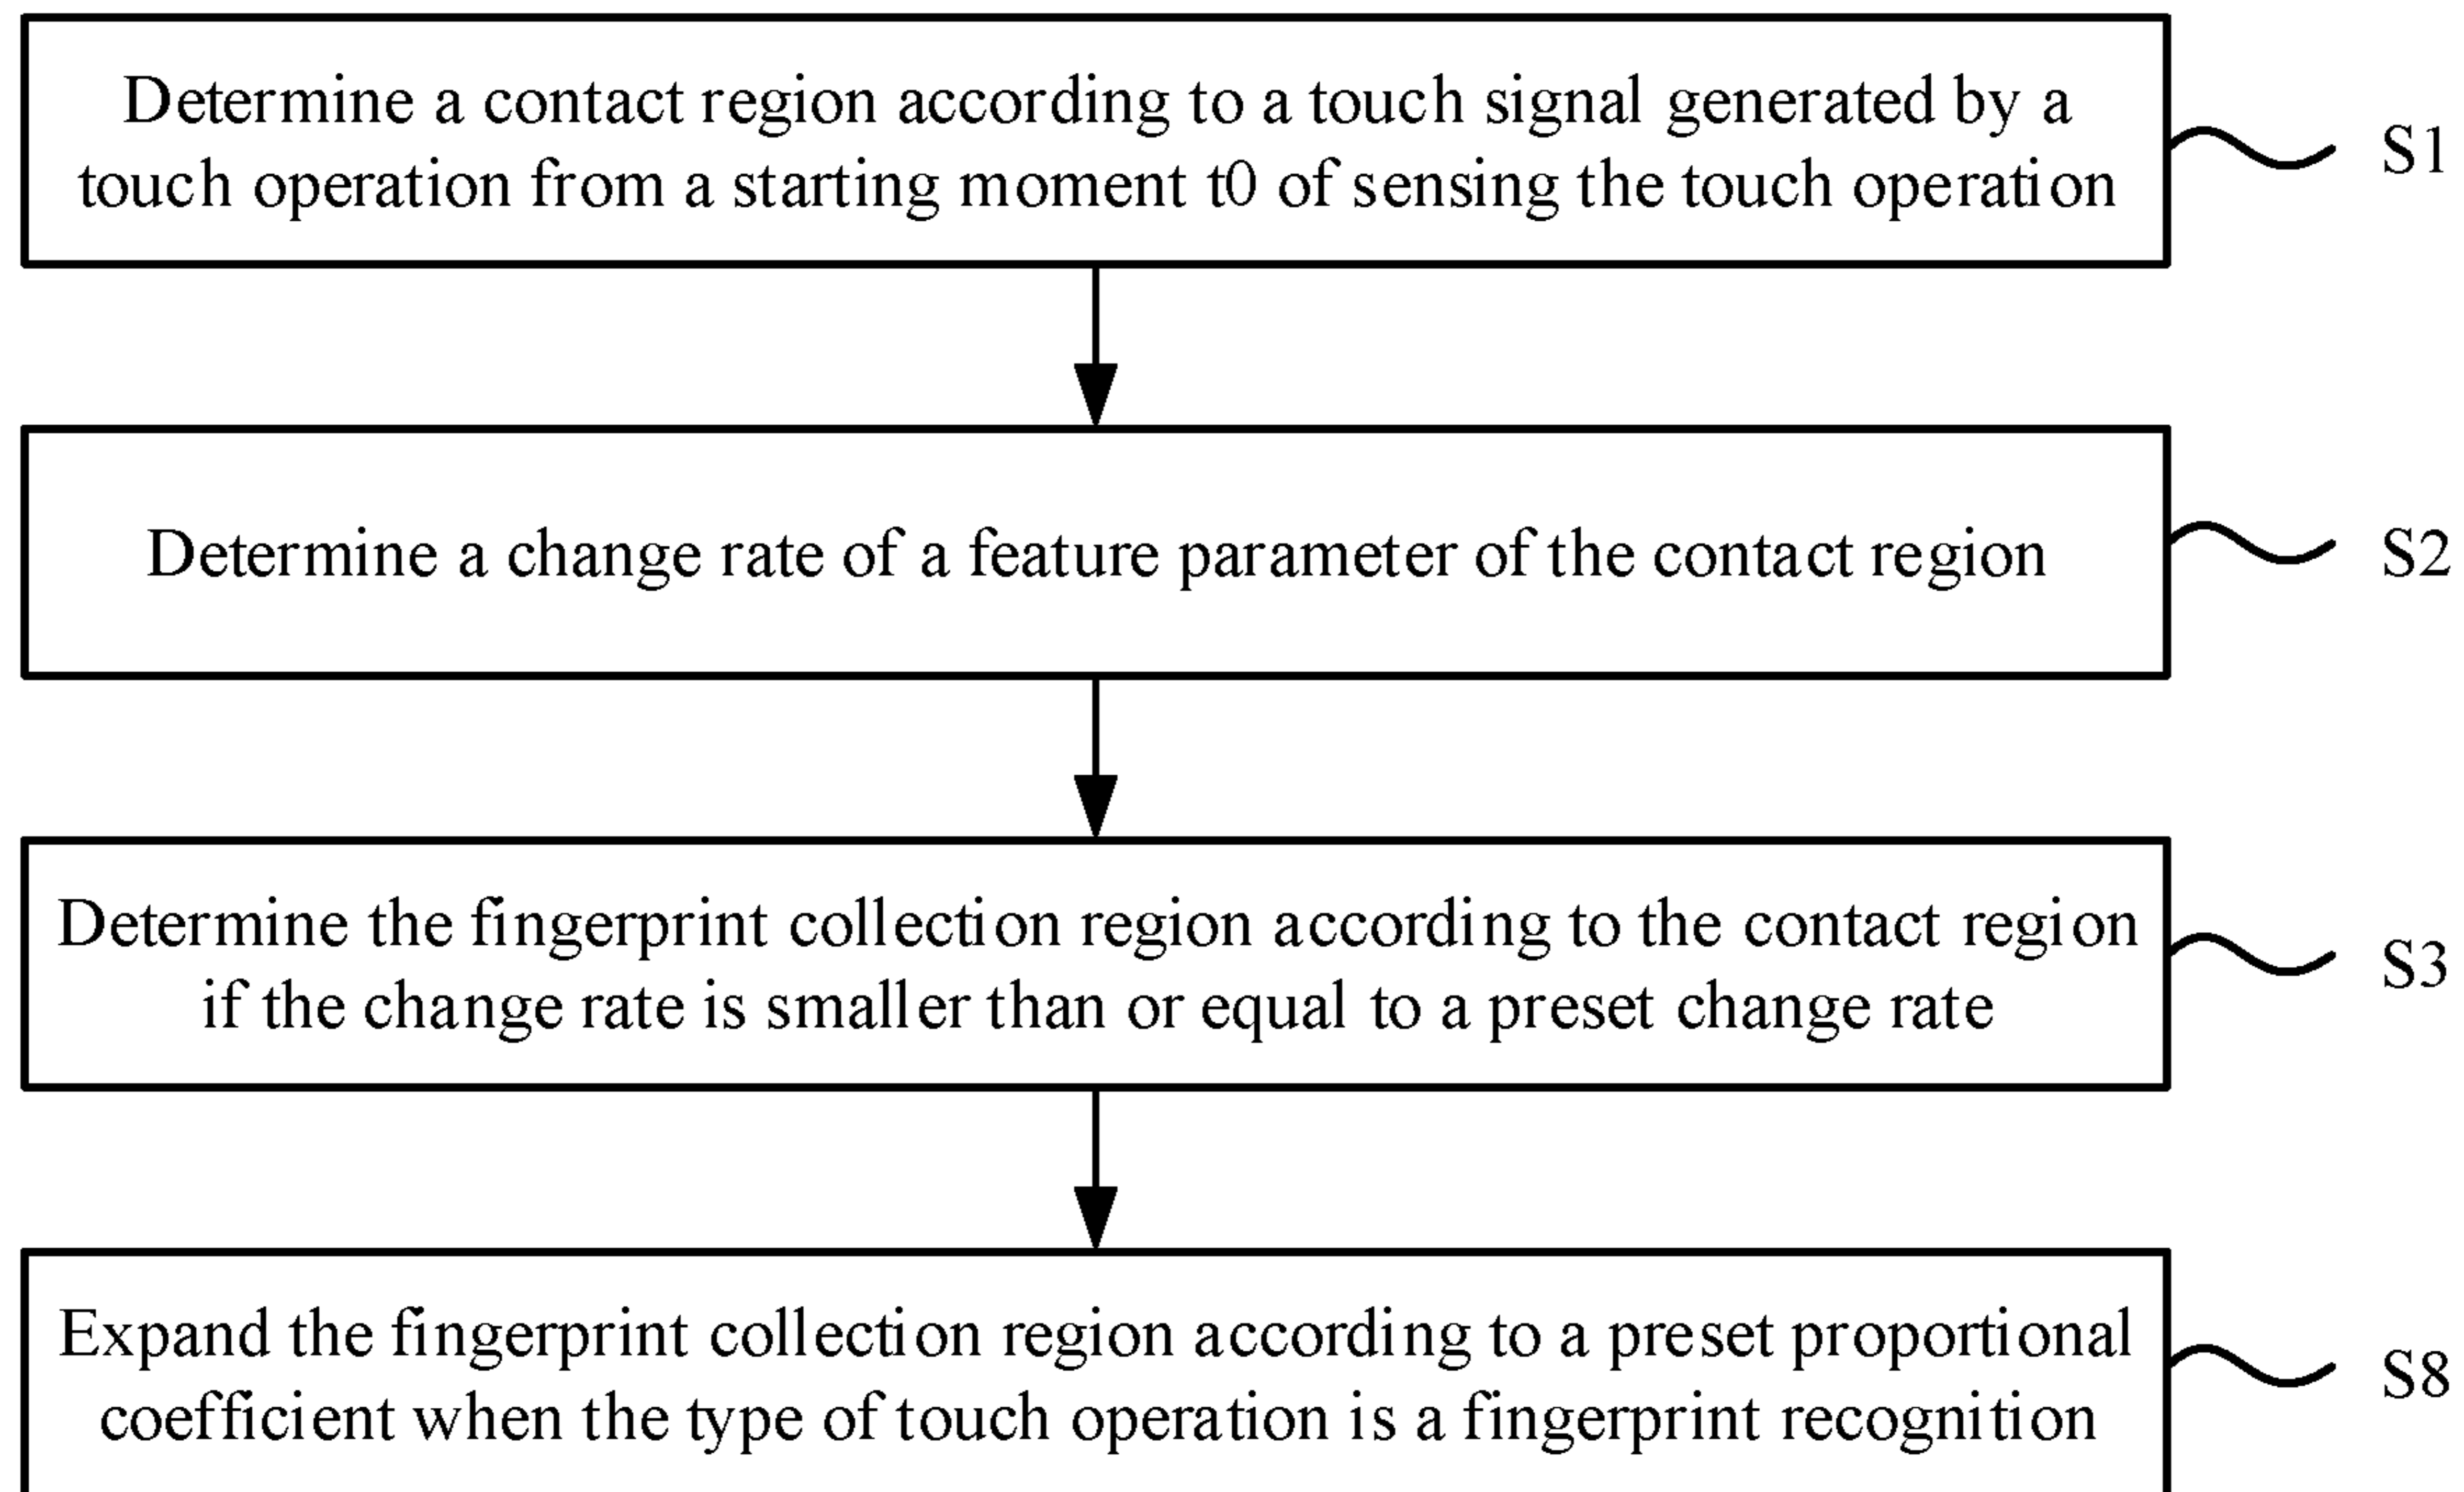 Determine a contact region according to a touch signal generated by a
touch operation from a starting moment t0 of sensing the touch operation
S1
Determine a change rate of a feature parameter of the contact region
S2
Determine the fingerprint collection region according to the contact region
if the change rate is smaller than or equal to a preset change rate
S3
Expand the fingerprint collection region according to a preset proportional
coefficient when the type of touch operation is a fingerprint recognition
S8